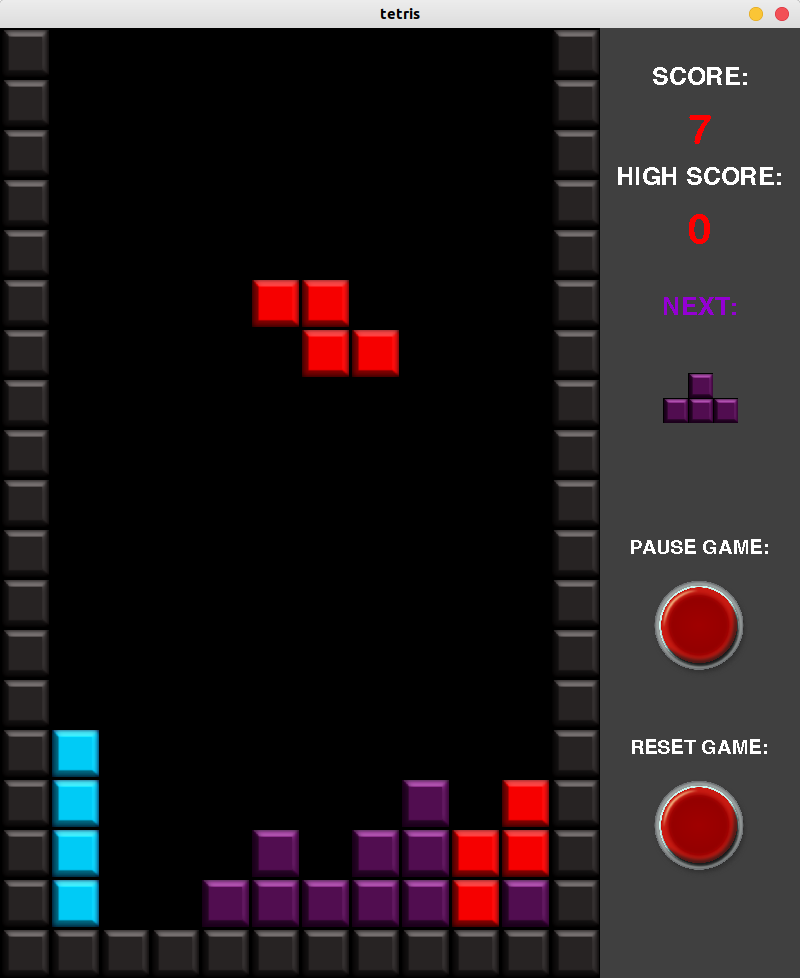 tetris
SCORE:
7
HIGH SCORE:
0
NEXT:
PAUSE GAME:
RESET GAME: